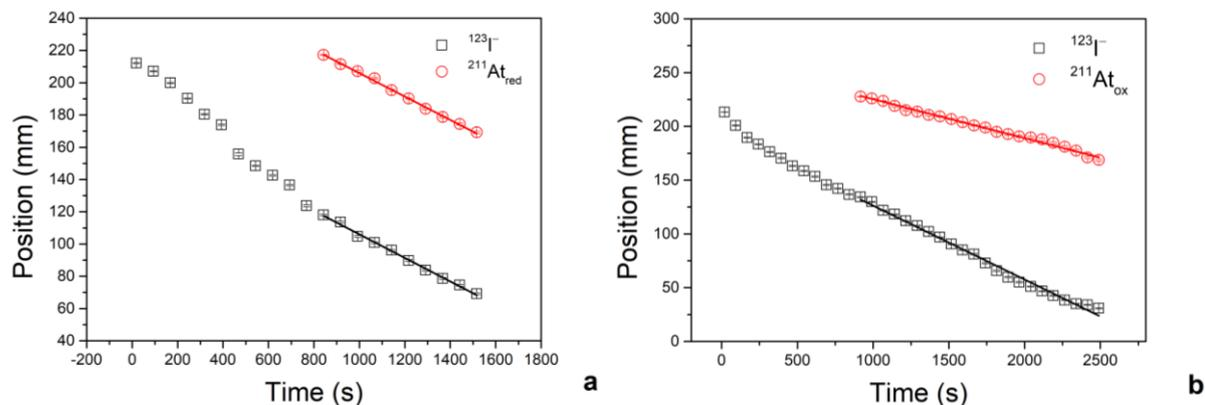 240
220
200
180
160
140
120
100
80
60
40
Position (mm)
-200 0 200 400 600 800 1000 1200 1400 1600 1800
Time (s)
¹²³I⁻
²¹¹At_red
a
300
250
200
150
100
50
0
Position (mm)
0 500 1000 1500 2000 2500
Time (s)
¹²³I⁻
²¹¹At_ox
b